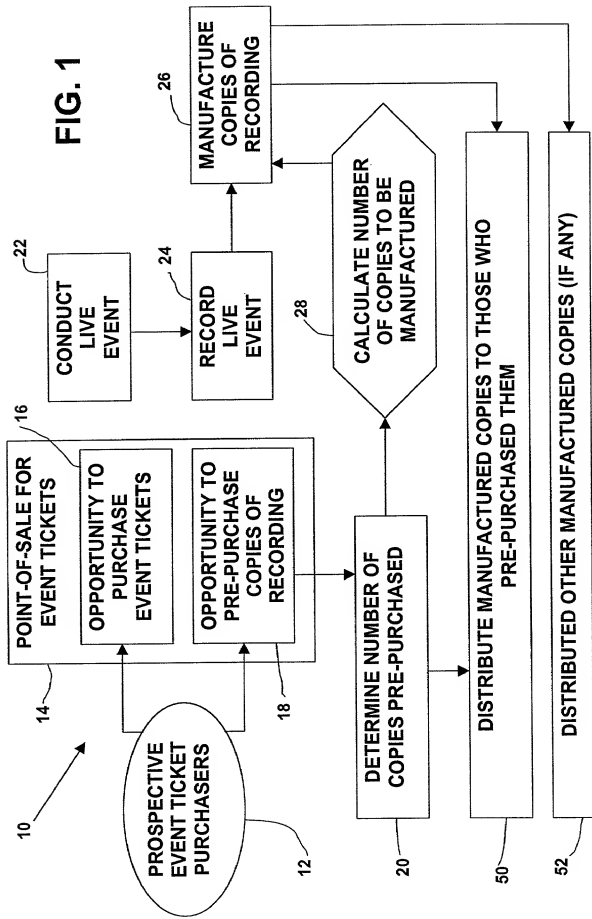 FIG. 1
10
PROSPECTIVE
EVENT TICKET
PURCHASERS
12
14
POINT-OF-SALE FOR
EVENT TICKETS
16
OPPORTUNITY TO
PURCHASE
EVENT TICKETS
OPPORTUNITY TO
PRE-PURCHASE
COPIES OF
RECORDING
18
22
CONDUCT
LIVE
EVENT
24
RECORD
LIVE
EVENT
26
MANUFACTURE
COPIES OF
RECORDING
28
CALCULATE NUMBER
OF COPIES TO BE
MANUFACTURED
DETERMINE NUMBER OF
COPIES PRE-PURCHASED
20
DISTRIBUTE MANUFACTURED COPIES TO THOSE WHO
PRE-PURCHASED THEM
50
DISTRIBUTED OTHER MANUFACTURED COPIES (IF ANY)
52